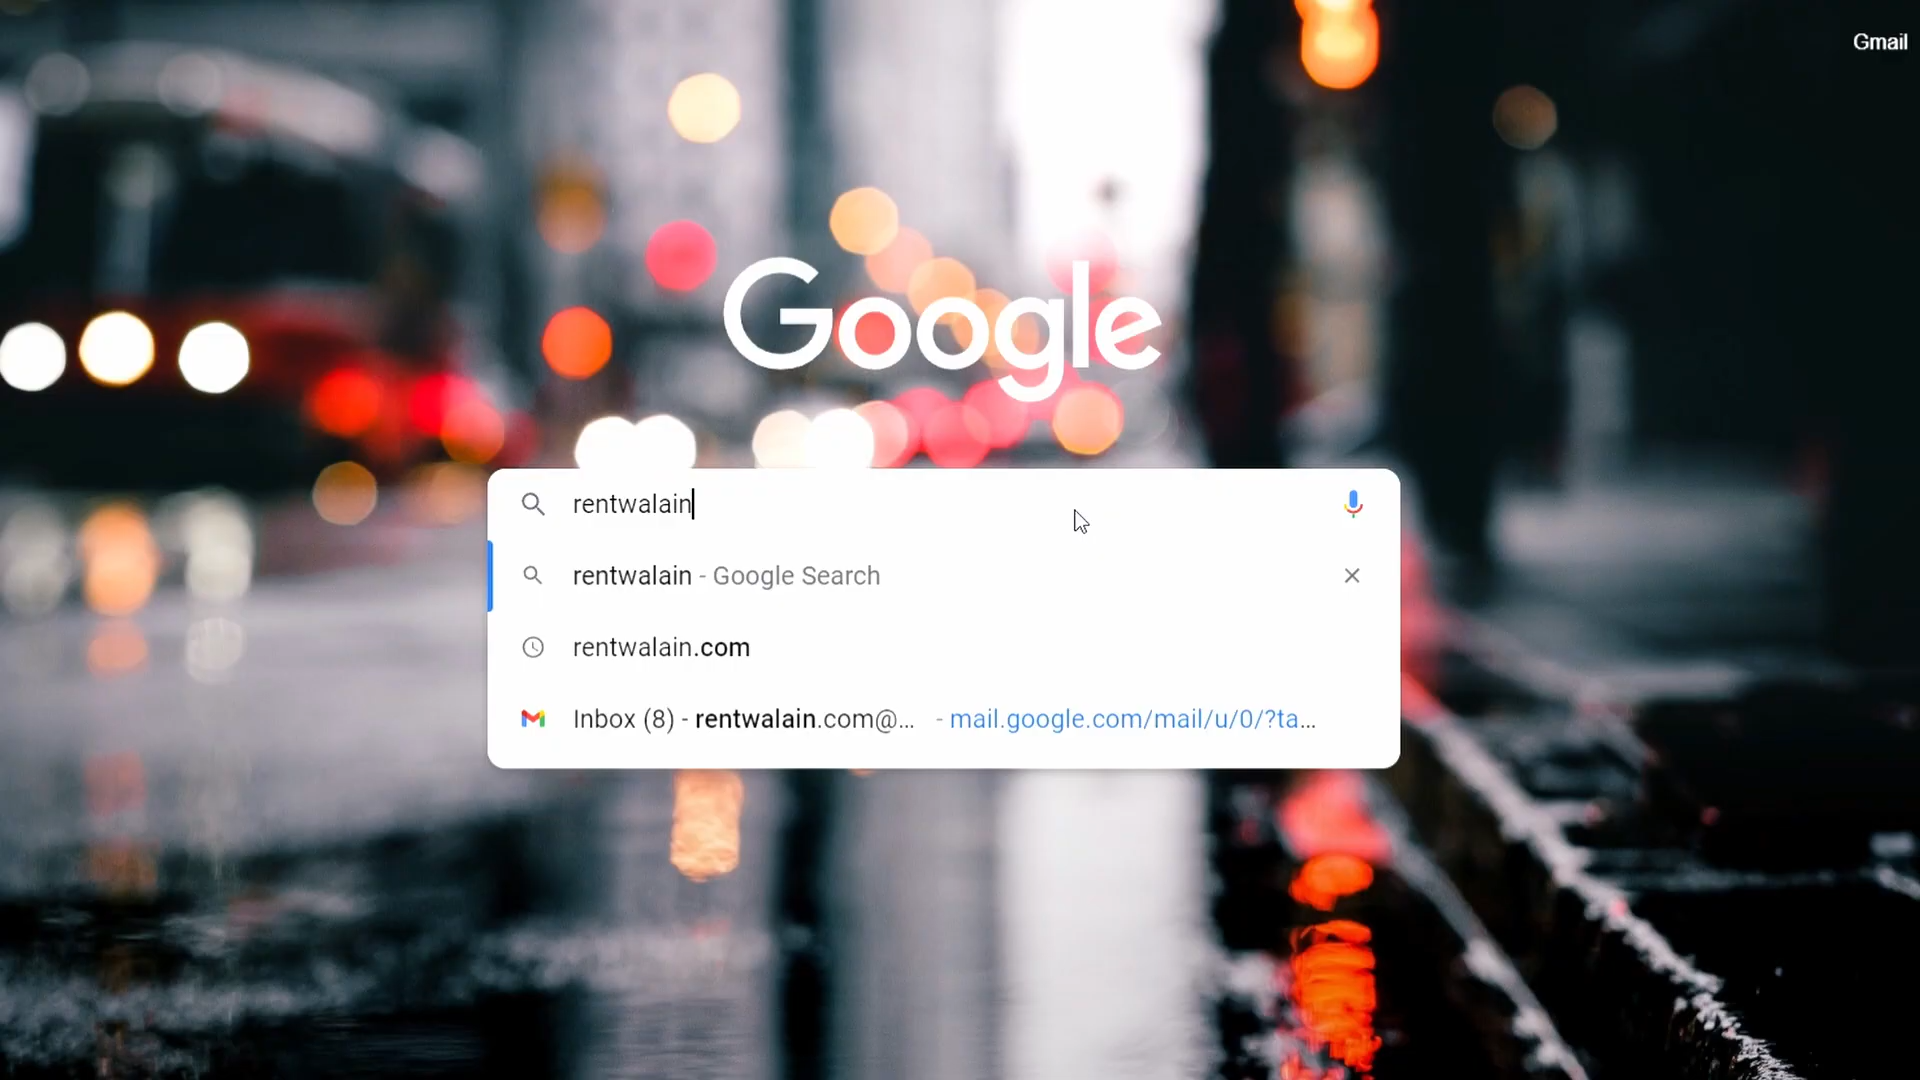 Gmail
Google
rentwalain
rentwalain - Google Search
rentwalain.com
Inbox (8) - rentwalain.com@... - mail.google.com/mail/u/0/?ta...